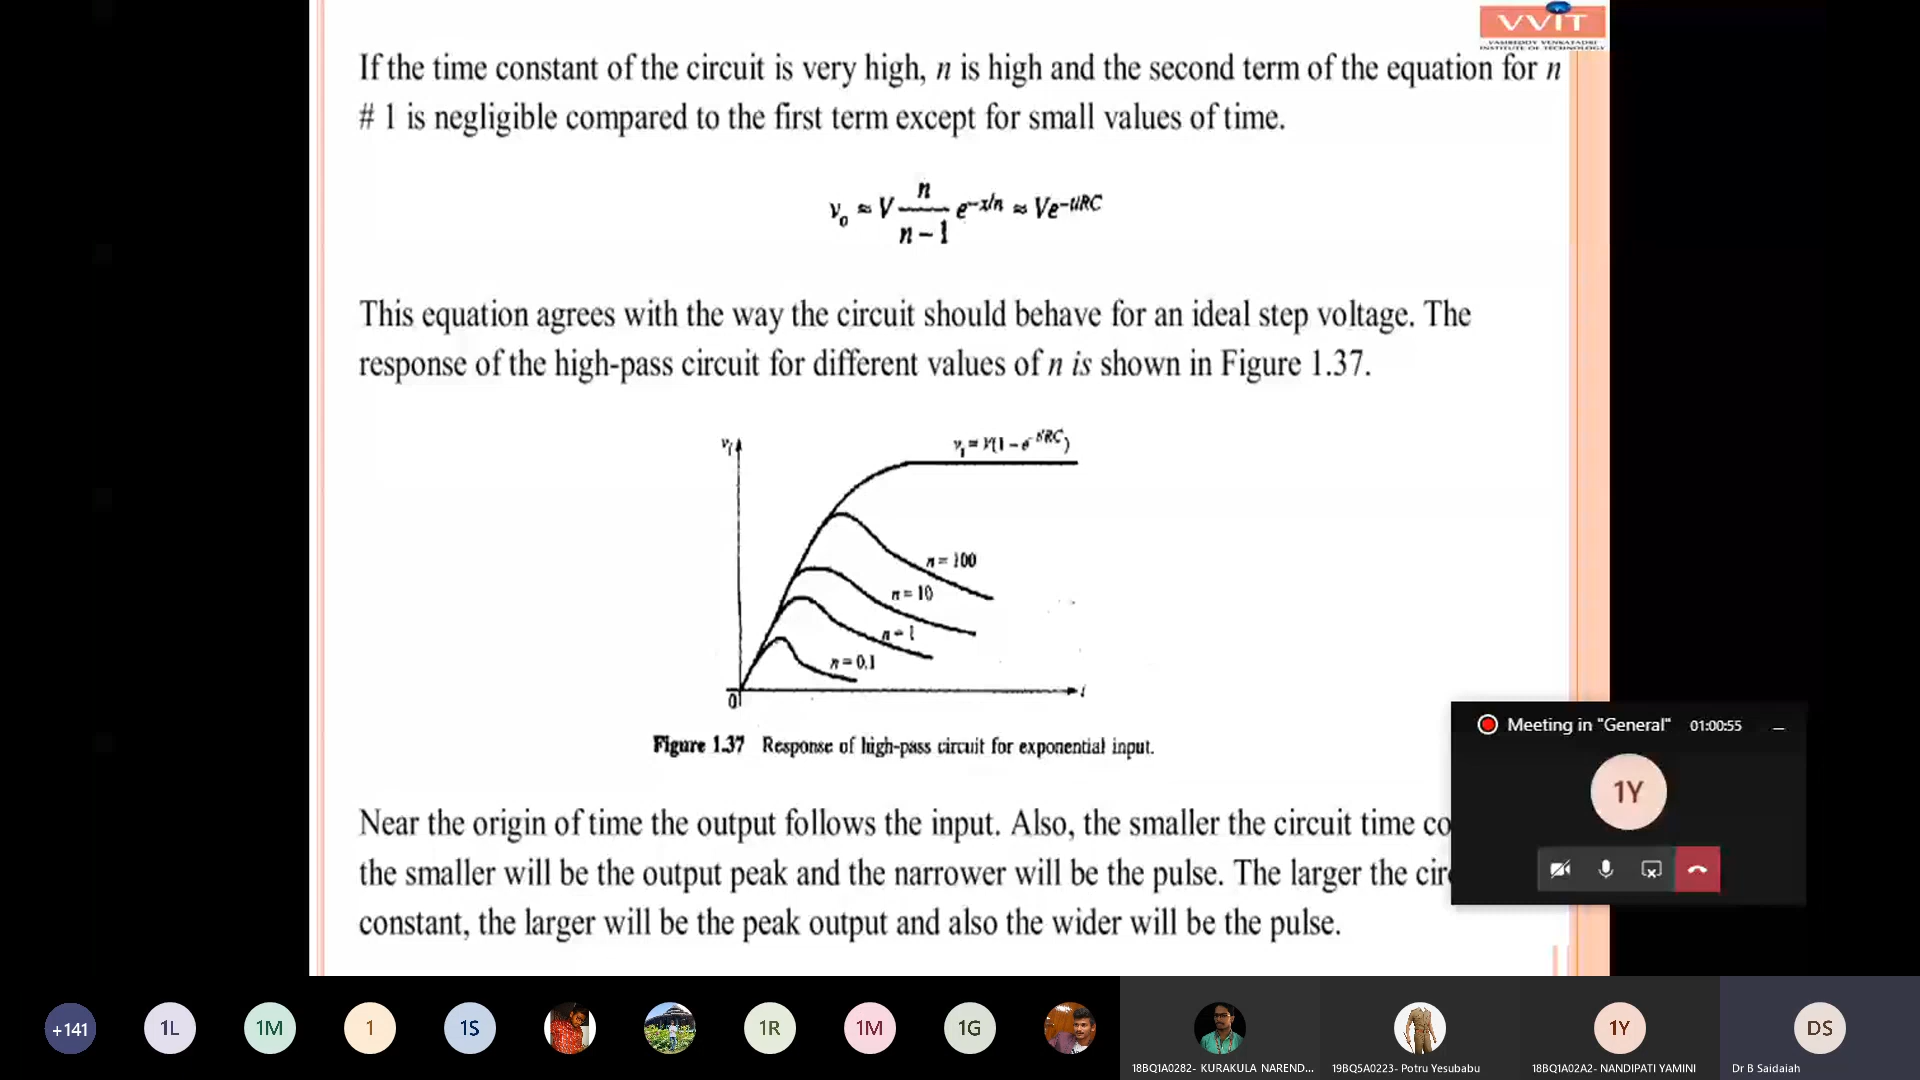 VVIT
VASIREDDY VENKATADRI
INSTITUTE OF TECHNOLOGY
If the time constant of the circuit is very high, n is high and the second term of the equation for n
# 1 is negligible compared to the first term except for small values of time.
v₀ ≈ V n/(n − 1) e^(−x/n) ≈ Ve^(−t/RC)
This equation agrees with the way the circuit should behave for an ideal step voltage. The
response of the high-pass circuit for different values of n is shown in Figure 1.37.
vᵢ
vᵢ = V(1 − e^(−t/RC))
n = 100
n = 10
n = 1
n = 0.1
0
t
Figure 1.37 Response of high-pass circuit for exponential input.
Near the origin of time the output follows the input. Also, the smaller the circuit time co
the smaller will be the output peak and the narrower will be the pulse. The larger the circ
constant, the larger will be the peak output and also the wider will be the pulse.
Meeting in "General" 01:00:55
1Y
+141
1L
1M
1
1S
1R
1M
1G
1Y
DS
18BQ1A0282- KURAKULA NAREND...
19BQ5A0223- Potru Yesubabu
18BQ1A02A2- NANDIPATI YAMINI
Dr B Saidaiah